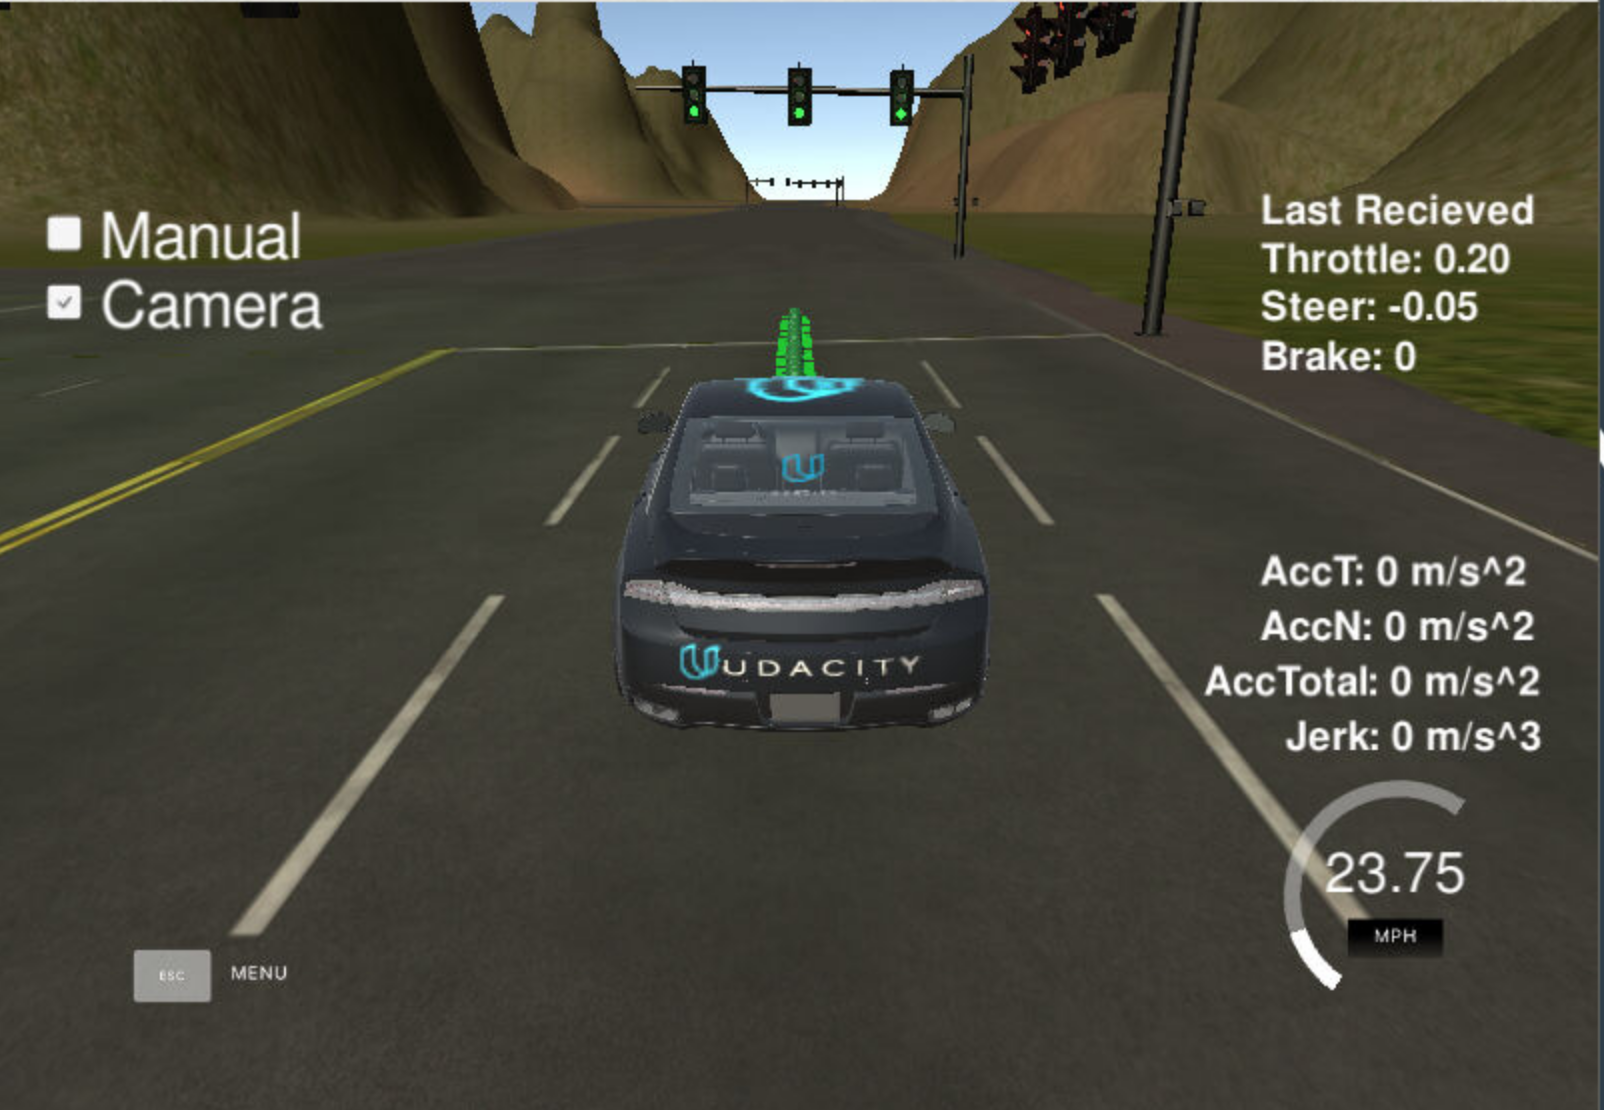 Manual
Camera
Last Recieved
Throttle: 0.20
Steer: -0.05
Brake: 0
UDACITY
AccT: 0 m/s^2
AccN: 0 m/s^2
AccTotal: 0 m/s^2
Jerk: 0 m/s^3
23.75
MPH
ESC MENU